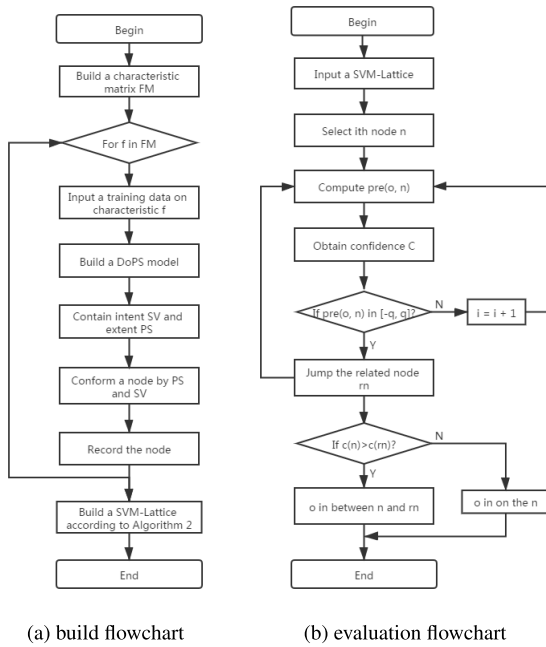 Begin
Build a characteristic
matrix FM
For f in FM
Input a training data on
characteristic f
Build a DoPS model
Contain intent SV and
extent PS
Conform a node by PS
and SV
Record the node
Build a SVM-Lattice
according to Algorithm 2
End
(a) build flowchart
Begin
Input a SVM-Lattice
Select ith node n
Compute pre(o, n)
Obtain confidence C
If pre(o, n) in [-q, q]?
N
i = i + 1
Y
Jump the related node
rn
If c(n)>c(rn)?
N
Y
o in between n and rn
o in on the n
End
(b) evaluation flowchart